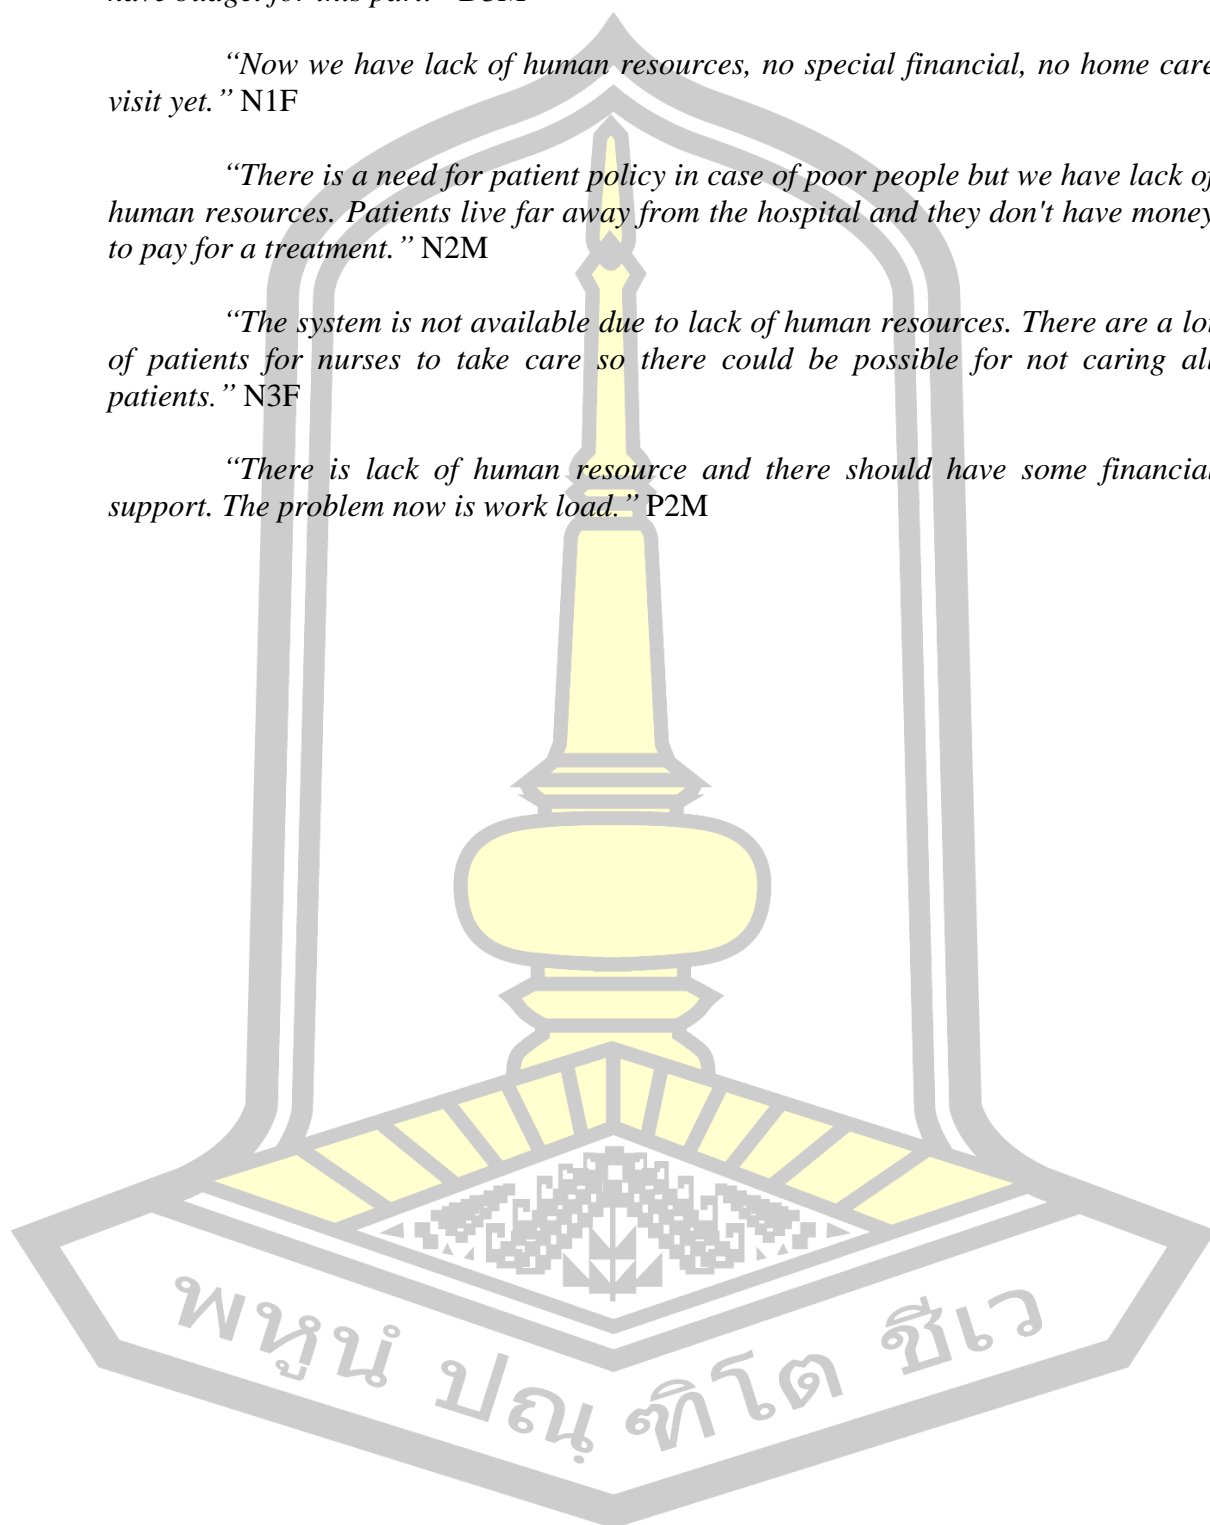 have budget for this part.
“Now we have lack of human resources, no special financial, no home care
visit yet.” N1F
“There is a need for patient policy in case of poor people but we have lack of
human resources. Patients live far away from the hospital and they don't have money
to pay for a treatment.” N2M
“The system is not available due to lack of human resources. There are a lot
of patients for nurses to take care so there could be possible for not caring all
patients.” N3F
“There is lack of human resource and there should have some financial
support. The problem now is work load.” P2M
พหูนํ ปณฺ ฑิโต ชีเว